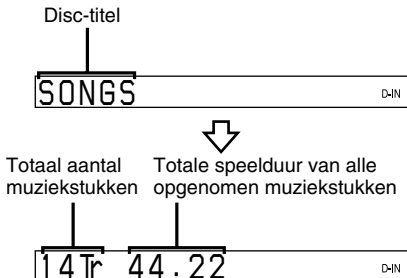 Disc-titel
SONGS D-IN
Totaal aantal muziekstukken
Totale speelduur van alle opgenomen muziekstukken
14Tr 44.22 D-IN